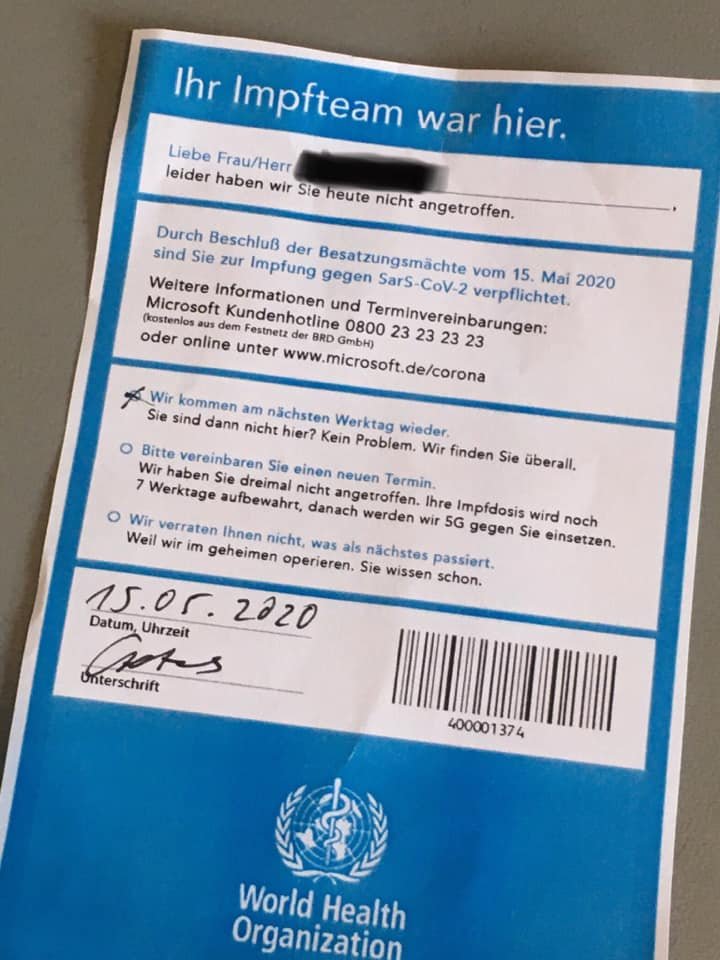 Ihr Impfteam war hier.
Liebe Frau/Herr
leider haben wir Sie heute nicht angetroffen.
Durch Beschluß der Besatzungsmächte vom 15. Mai 2020
sind Sie zur Impfung gegen SarS-CoV-2 verpflichtet.
Weitere Informationen und Terminvereinbarungen:
Microsoft Kundenhotline 0800 23 23 23 23
(kostenlos aus dem Festnetz der BRD GmbH)
oder online unter www.microsoft.de/corona
Wir kommen am nächsten Werktag wieder.
Sie sind dann nicht hier? Kein Problem. Wir finden Sie überall.
Bitte vereinbaren Sie einen neuen Termin.
Wir haben Sie dreimal nicht angetroffen. Ihre Impfdosis wird noch
7 Werktage aufbewahrt, danach werden wir 5G gegen Sie einsetzen.
Wir verraten Ihnen nicht, was als nächstes passiert.
Weil wir im geheimen operieren. Sie wissen schon.
15.05.2020
Datum, Uhrzeit
Unterschrift
400001374
World Health
Organization